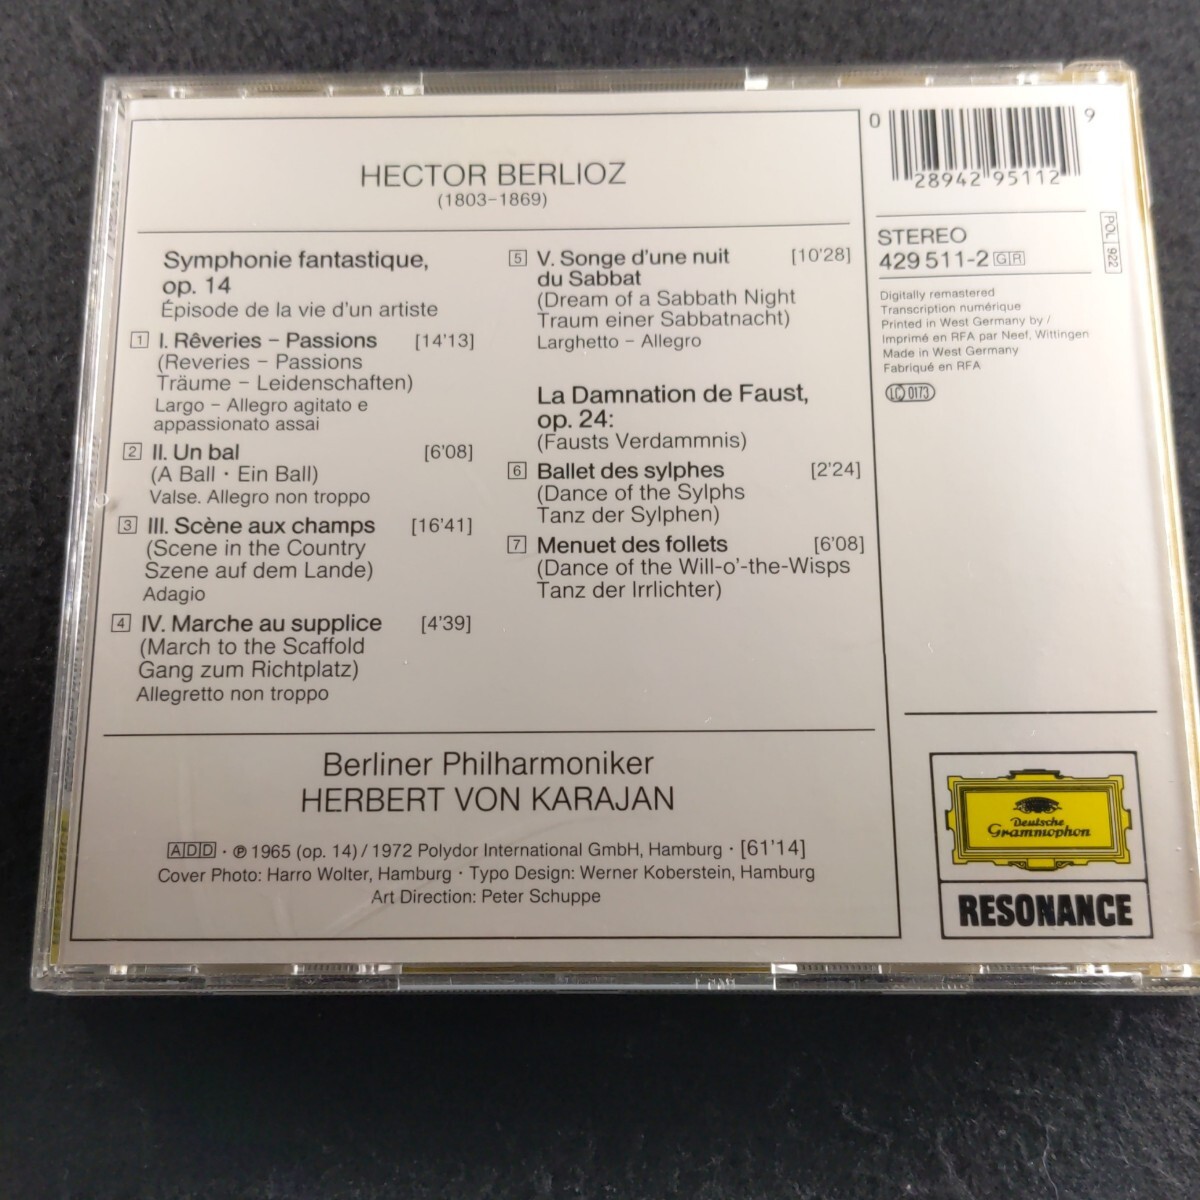 HECTOR BERLIOZ
(1803–1869)
Symphonie fantastique,
op. 14
Épisode de la vie d'un artiste
1 I. Rêveries – Passions [14'13]
(Reveries – Passions
Träume – Leidenschaften)
Largo – Allegro agitato e
appassionato assai
2 II. Un bal [6'08]
(A Ball · Ein Ball)
Valse. Allegro non troppo
3 III. Scène aux champs [16'41]
(Scene in the Country
Szene auf dem Lande)
Adagio
4 IV. Marche au supplice [4'39]
(March to the Scaffold
Gang zum Richtplatz)
Allegretto non troppo
5 V. Songe d'une nuit [10'28]
du Sabbat
(Dream of a Sabbath Night
Traum einer Sabbatnacht)
Larghetto – Allegro
La Damnation de Faust,
op. 24:
(Fausts Verdammnis)
6 Ballet des sylphes [2'24]
(Dance of the Sylphs
Tanz der Sylphen)
7 Menuet des follets [6'08]
(Dance of the Will-o'-the-Wisps
Tanz der Irrlichter)
Berliner Philharmoniker
HERBERT VON KARAJAN
ADD · ℗ 1965 (op. 14) / 1972 Polydor International GmbH, Hamburg · [61'14]
Cover Photo: Harro Wolter, Hamburg · Typo Design: Werner Koberstein, Hamburg
Art Direction: Peter Schuppe
0 28942 95112 9
POL 922
STEREO
429 511-2 GR
Digitally remastered
Transcription numérique
Printed in West Germany by /
Imprimé en RFA par Neef, Wittingen
Made in West Germany
Fabriqué en RFA
LC 0173
Deutsche
Grammophon
RESONANCE